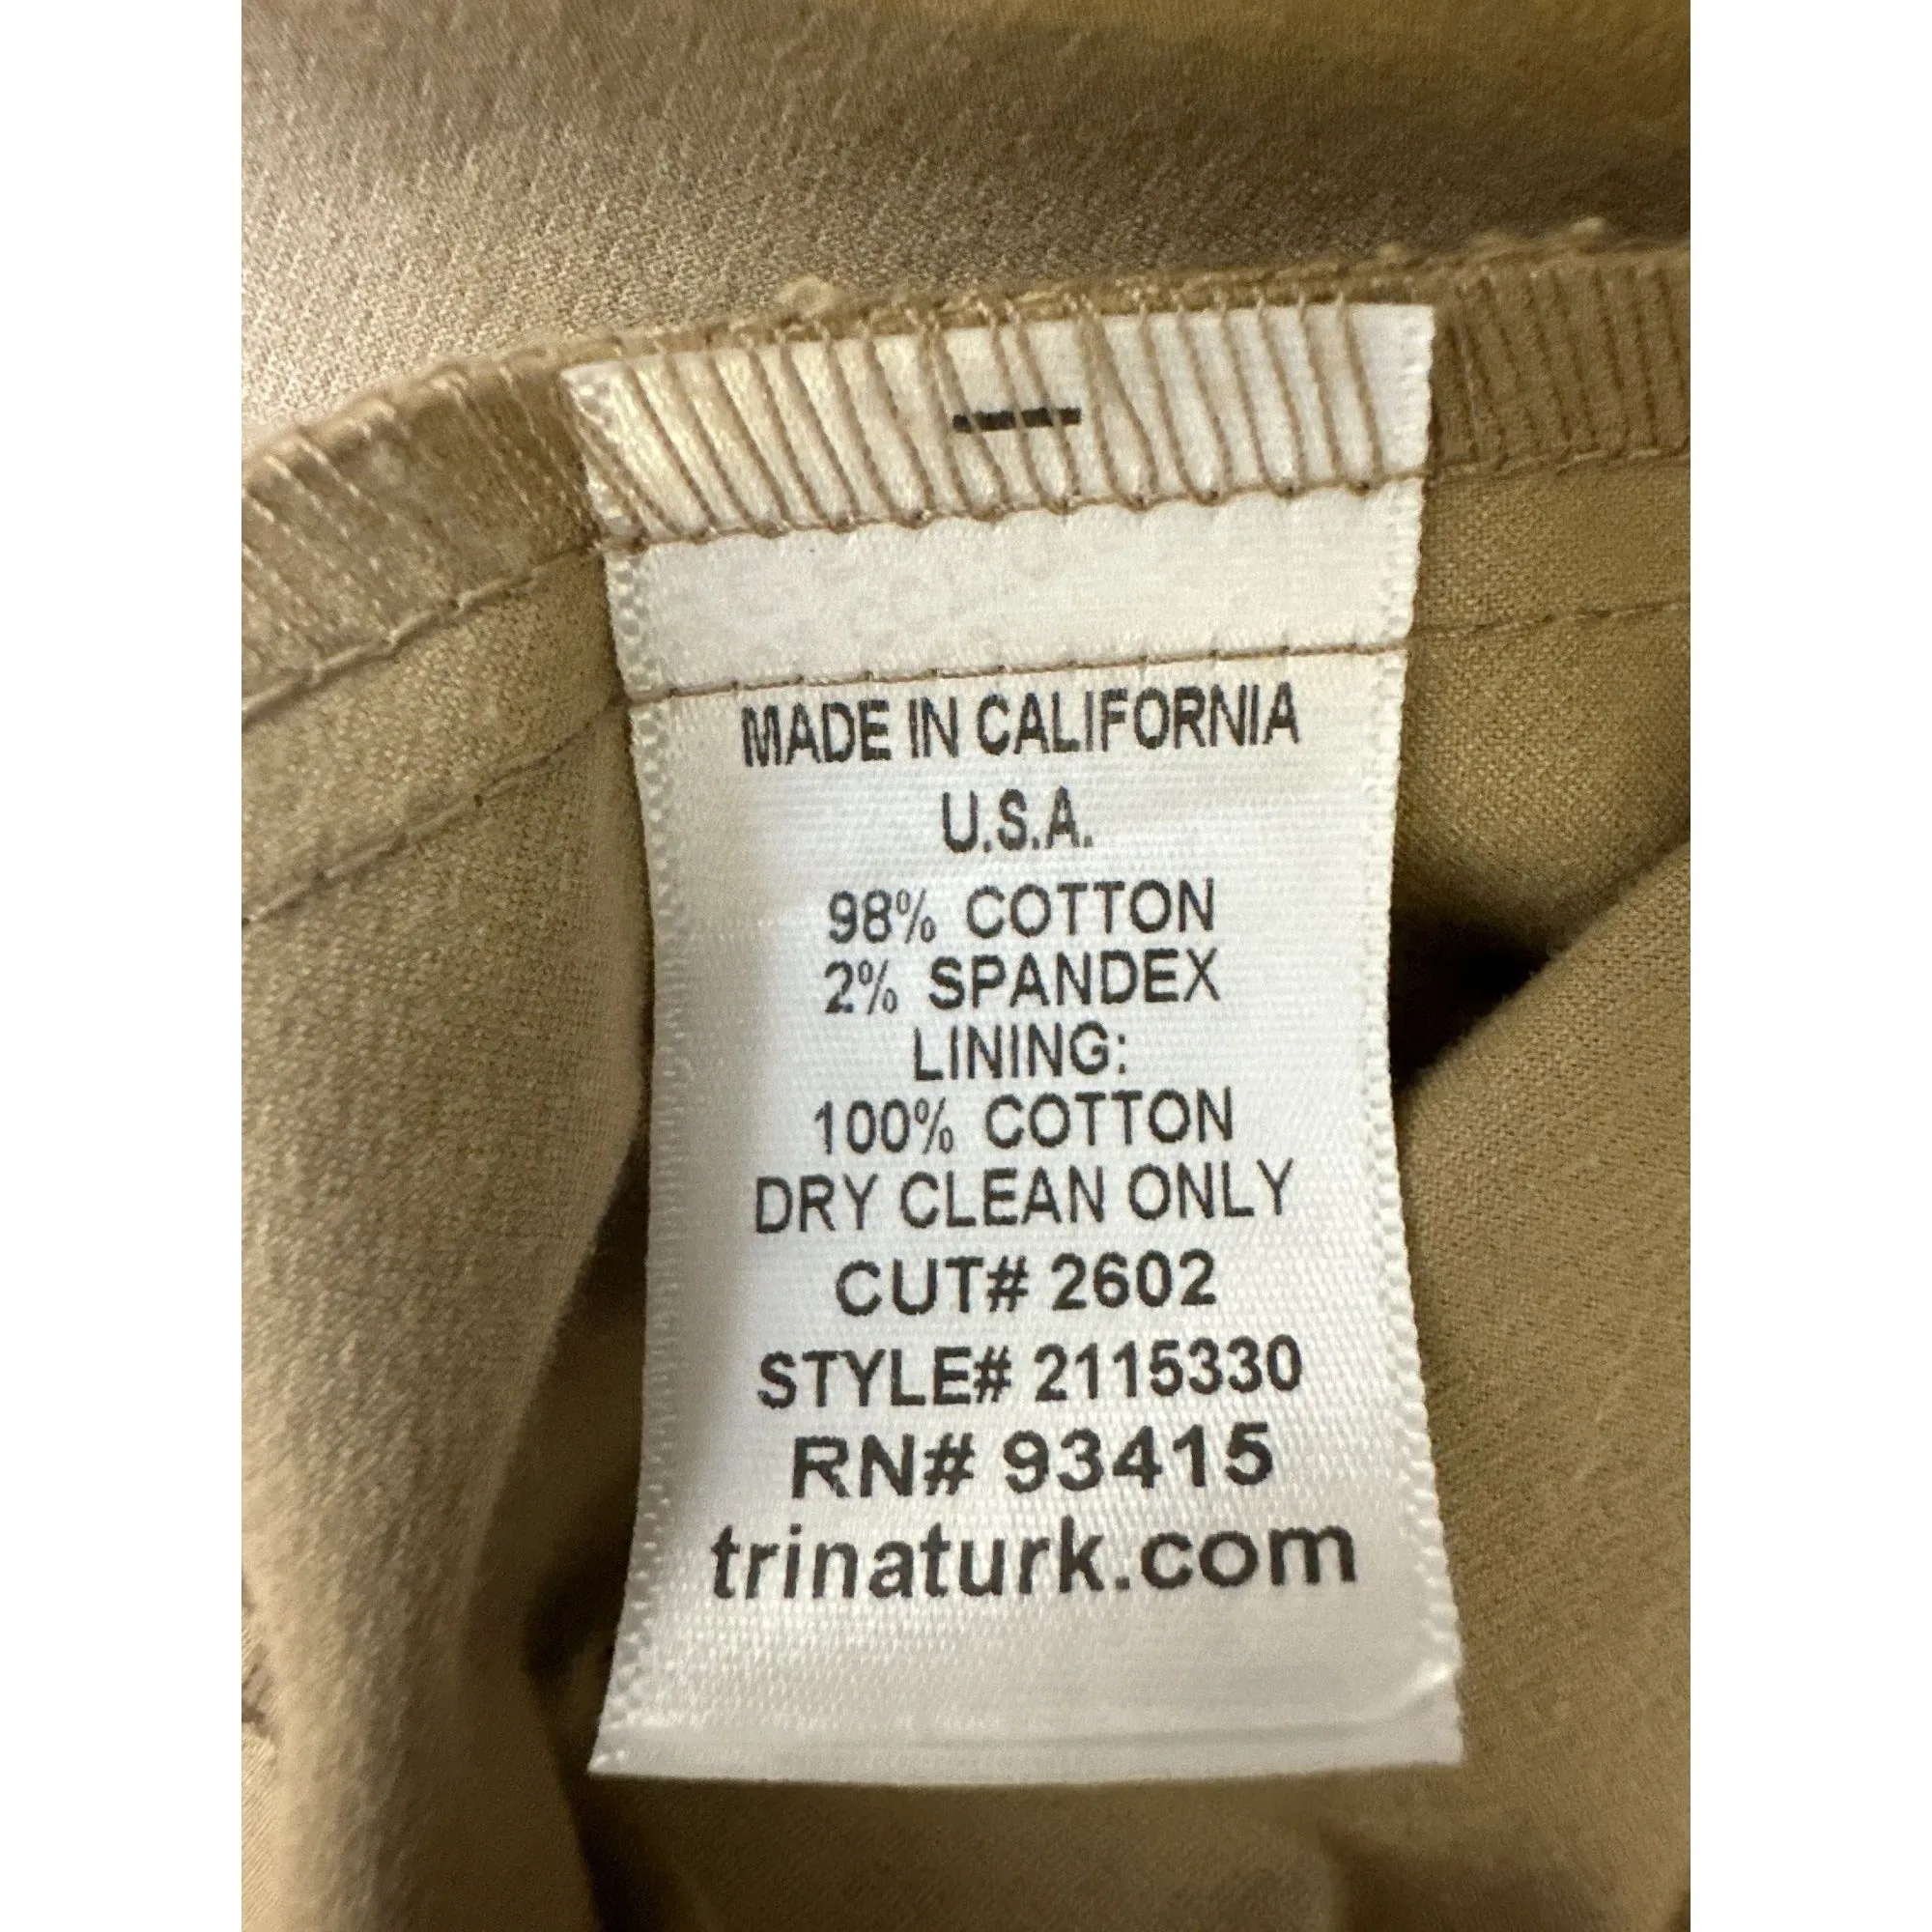 MADE IN CALIFORNIA
U.S.A.
98% COTTON
2% SPANDEX
LINING:
100% COTTON
DRY CLEAN ONLY
CUT# 2602
STYLE# 2115330
RN# 93415
trinaturk.com